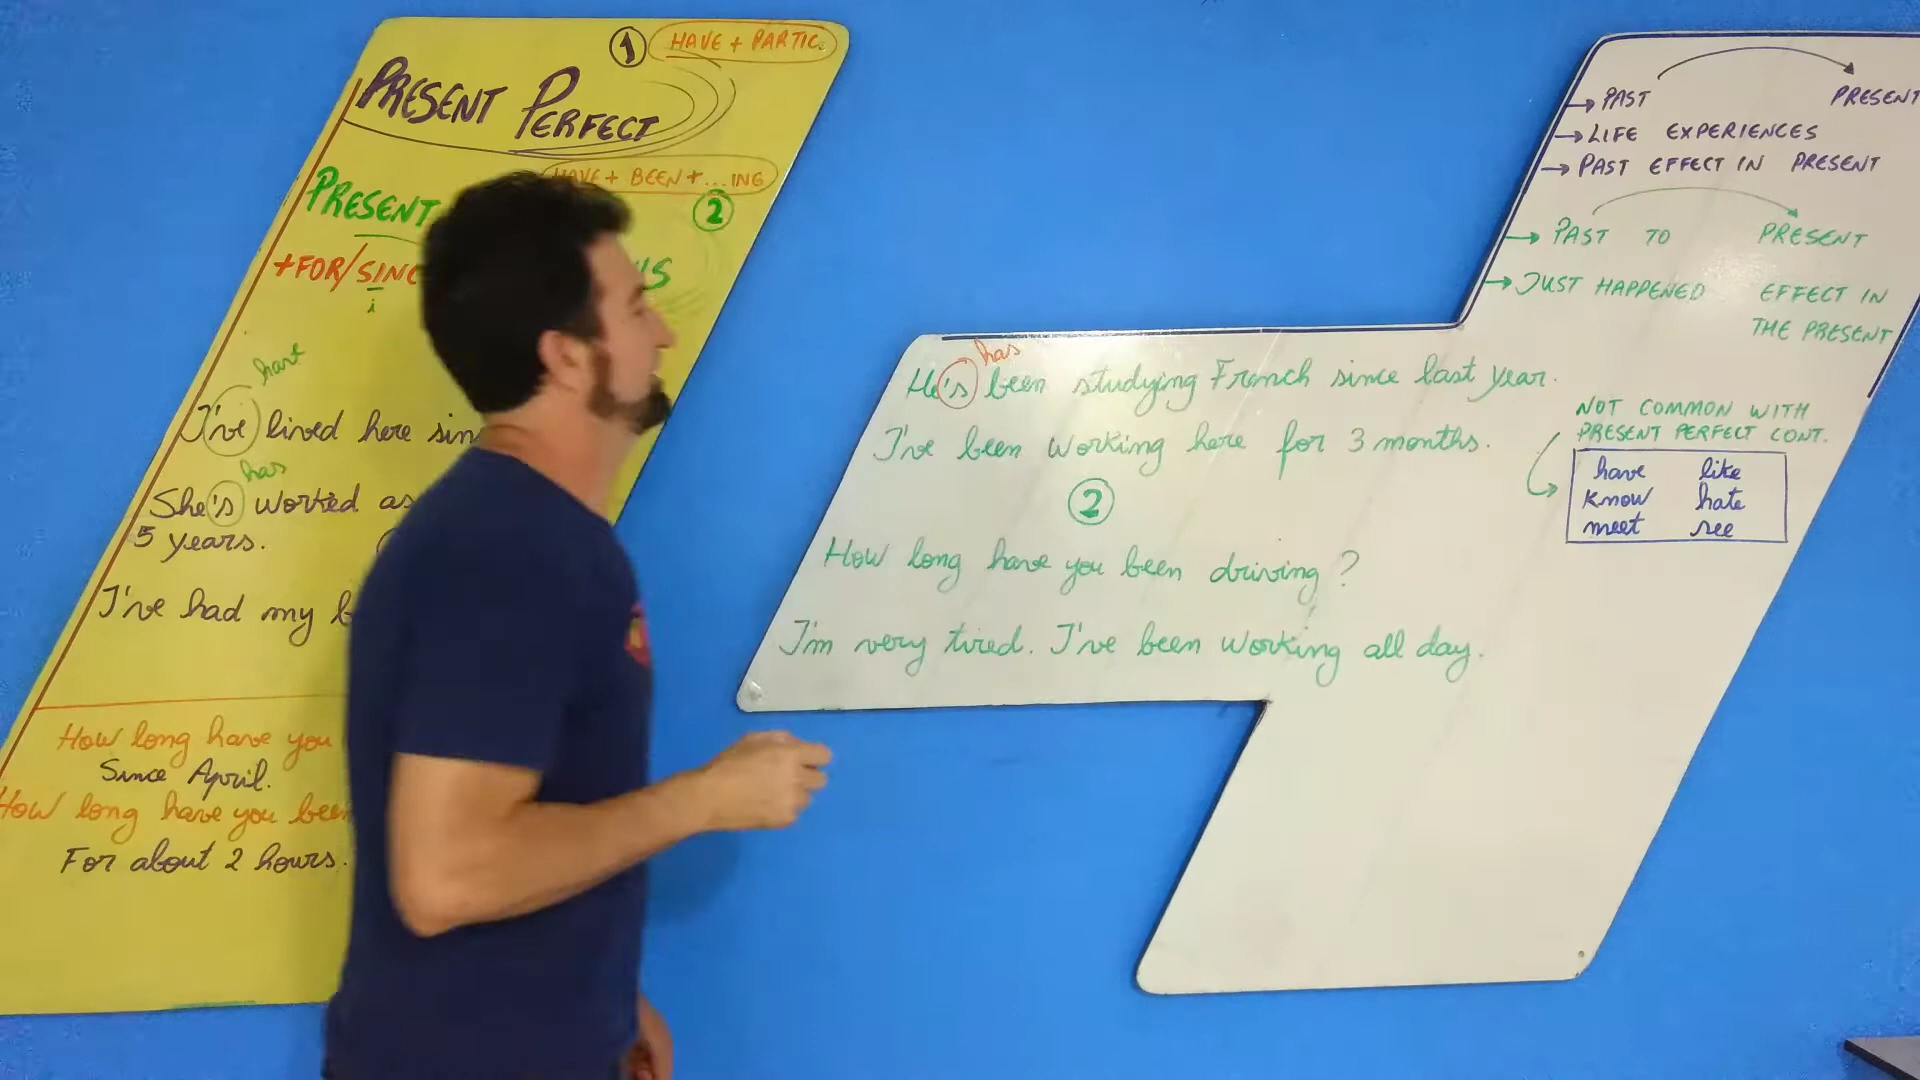 1 HAVE + PARTIC.
PRESENT PERFECT
HAVE + BEEN + ...ING
PRESENT
2
+FOR/SINC
i
have
I've lived here sin
has
She's worked as
5 years.
I've had my b
How long have you
Since April.
How long have you been
For about 2 hours.
→ PAST PRESENT
→ LIFE EXPERIENCES
→ PAST EFFECT IN PRESENT
→ PAST TO PRESENT
→ JUST HAPPENED EFFECT IN
THE PRESENT
has
He's been studying French since last year.
I've been working here for 3 months.
2
How long have you been driving?
I'm very tired. I've been working all day.
NOT COMMON WITH
PRESENT PERFECT CONT.
have like
know hate
meet see